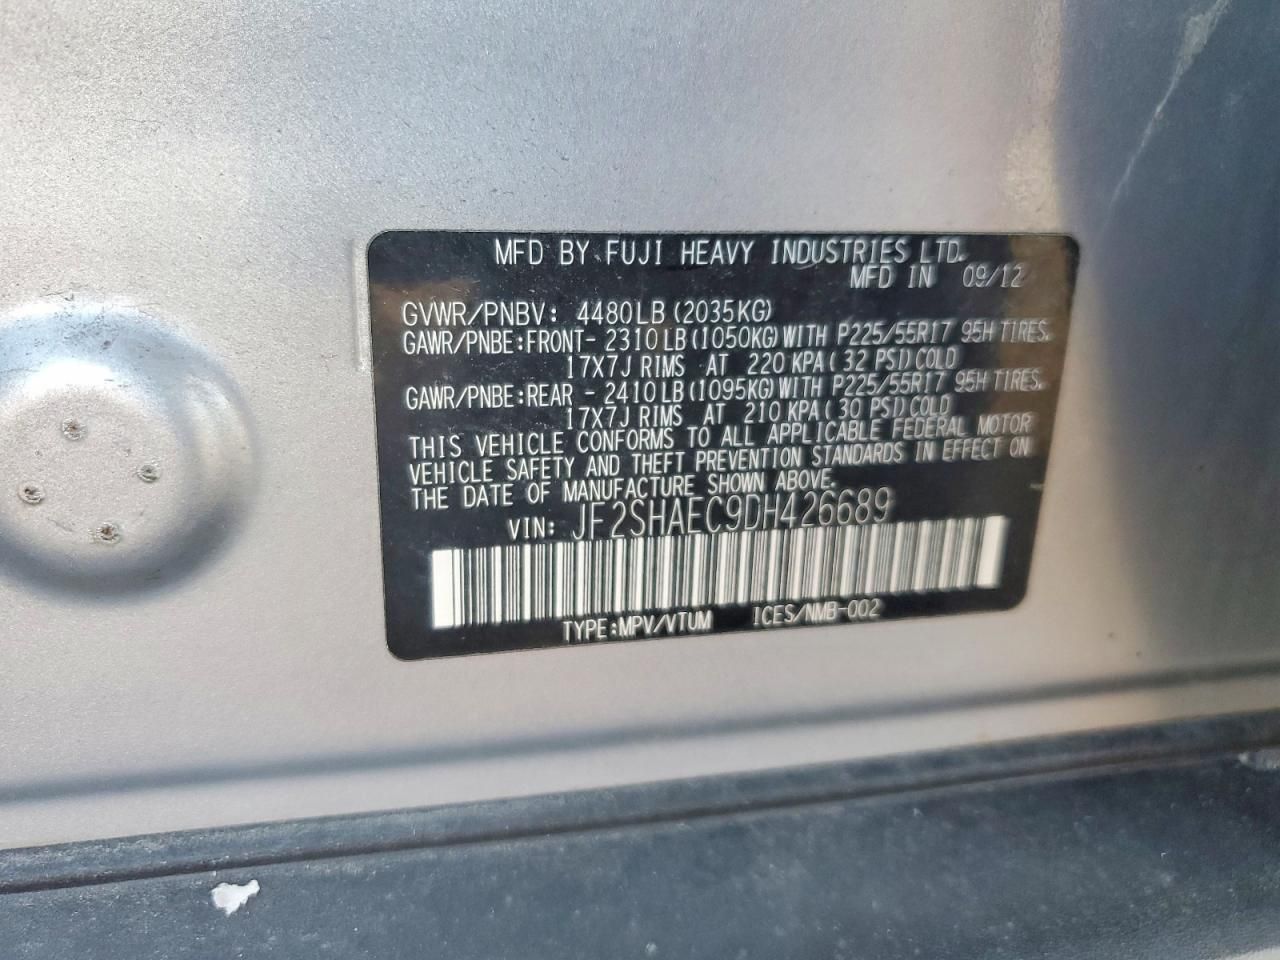 MFD BY FUJI HEAVY INDUSTRIES LTD.
MFD IN 09/12
GVWR/PNBV: 4480LB(2035KG)
GAWR/PNBE:FRONT- 2310LB(1050KG)WITH P225/55R17 95H TIRES.
17X7J RIMS AT 220 KPA( 32 PSI)COLD
GAWR/PNBE:REAR - 2410LB(1095KG)WITH P225/55R17 95H TIRES.
17X7J RIMS AT 210 KPA( 30 PSI)COLD
THIS VEHICLE CONFORMS TO ALL APPLICABLE FEDERAL MOTOR
VEHICLE SAFETY AND THEFT PREVENTION STANDARDS IN EFFECT ON
THE DATE OF MANUFACTURE SHOWN ABOVE.
VIN: JF2SHAEC9DH426689
TYPE:MPV/VTUM ICES/NMB-002